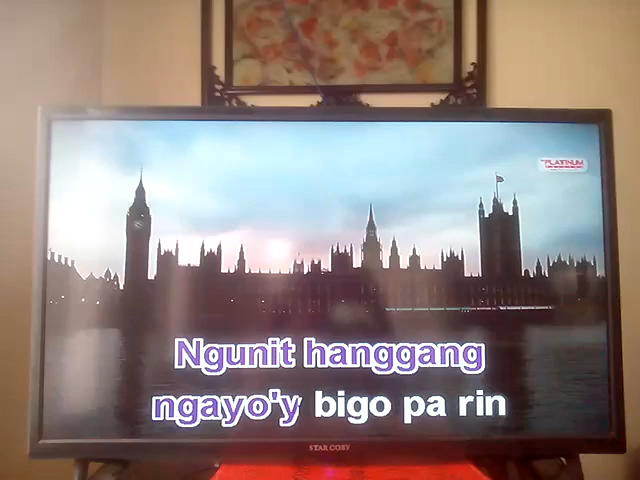 PLATINUM
Ngunit hanggang
ngayo'y bigo pa rin
STAR COBY